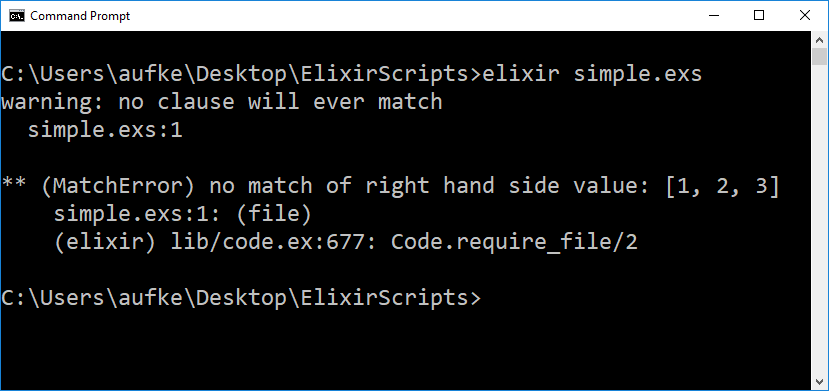 Command Prompt
C:\Users\aufke\Desktop\ElixirScripts>elixir simple.exs
warning: no clause will ever match
  simple.exs:1
** (MatchError) no match of right hand side value: [1, 2, 3]
    simple.exs:1: (file)
    (elixir) lib/code.ex:677: Code.require_file/2
C:\Users\aufke\Desktop\ElixirScripts>